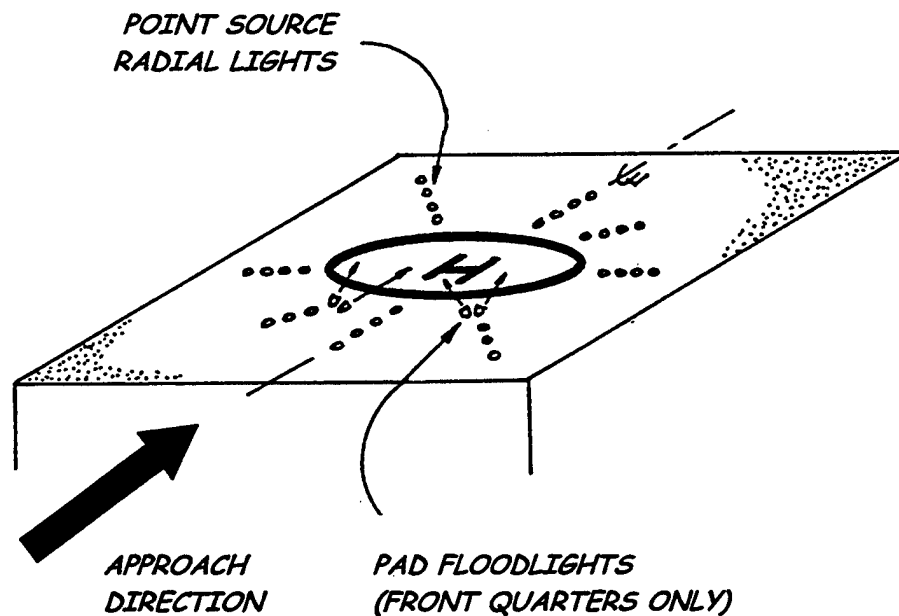 POINT SOURCE
RADIAL LIGHTS
H
APPROACH
DIRECTION
PAD FLOODLIGHTS
(FRONT QUARTERS ONLY)